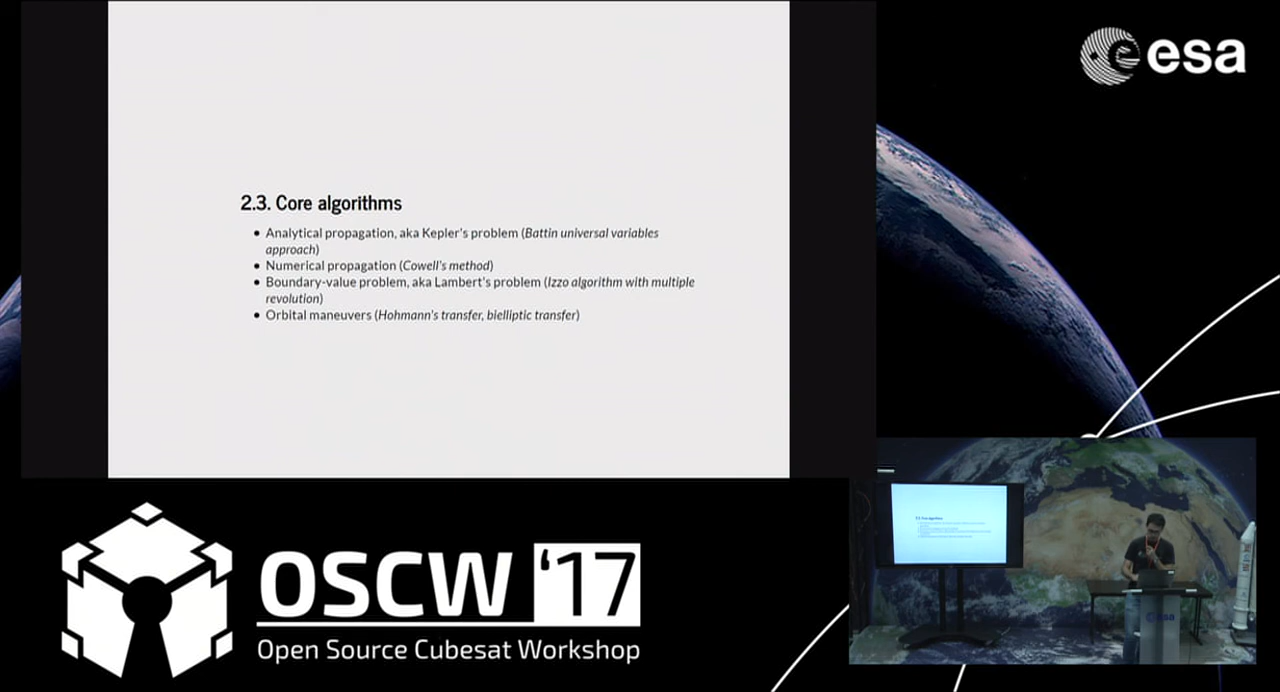 2.3. Core algorithms
• Analytical propagation, aka Kepler's problem (Battin universal variables
approach)
• Numerical propagation (Cowell's method)
• Boundary-value problem, aka Lambert's problem (Izzo algorithm with multiple
revolution)
• Orbital maneuvers (Hohmann's transfer, bielliptic transfer)
esa
OSCW '17
Open Source Cubesat Workshop
esa